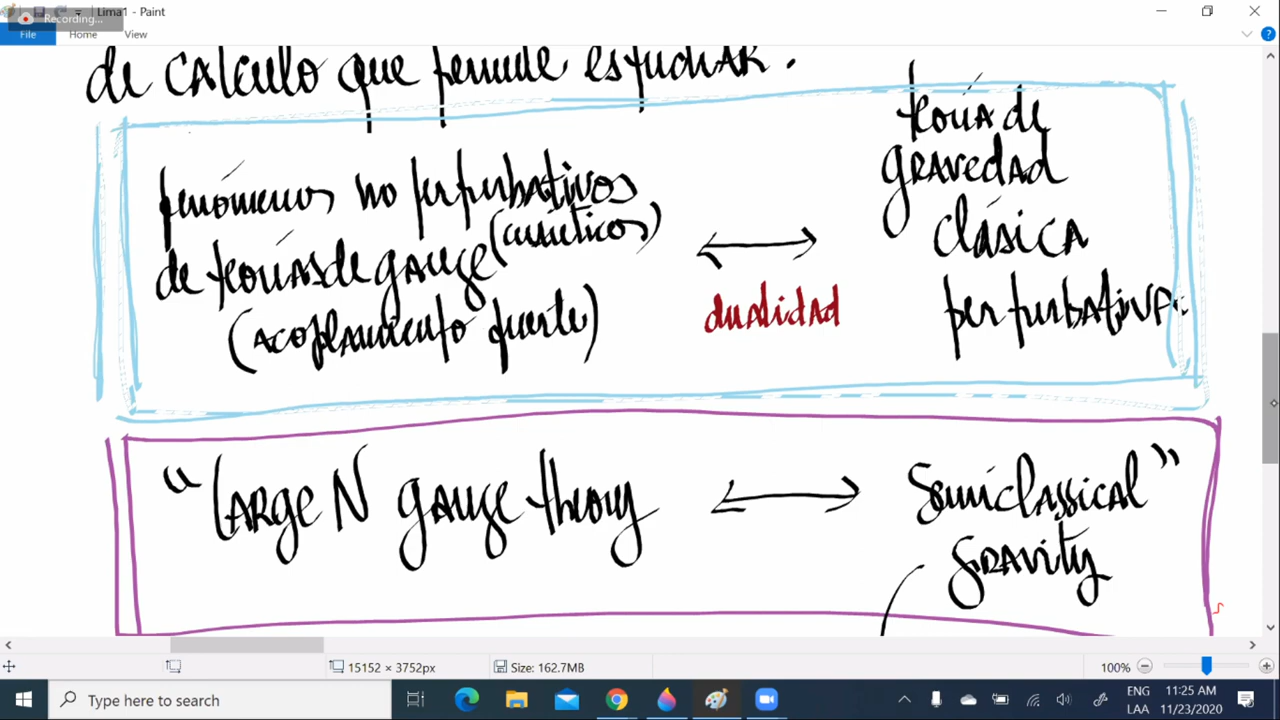 Recording...
Lima1 - Paint
File Home View
de cálculo que permite estudiar.
fenómenos no perturbativos
(cuánticos)
de teorías de gauge
(acoplamiento fuerte)
dualidad
teoría de
gravedad
clásica
perturbativa.
"Large N gauge theory
Semiclassical"
gravity
15152 × 3752px
Size: 162.7MB
100%
Type here to search
ENG
LAA
11:25 AM
11/23/2020